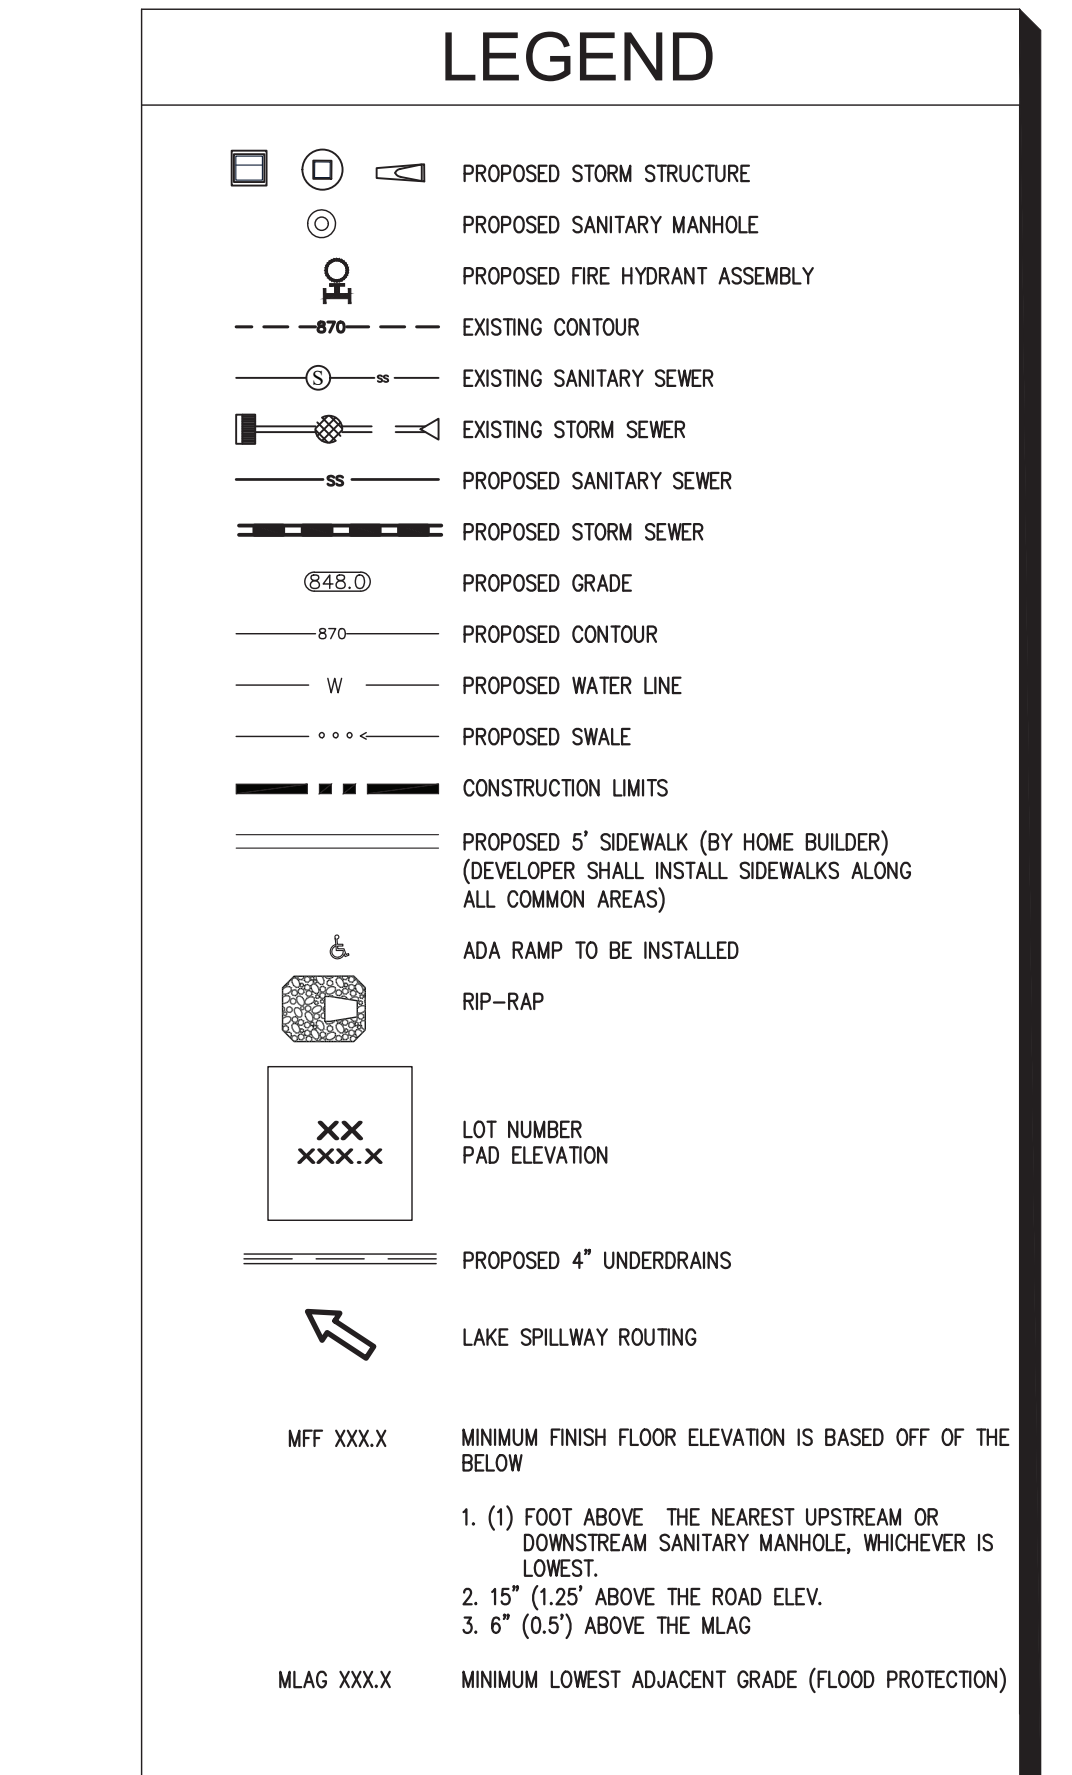 LEGEND
PROPOSED STORM STRUCTURE
PROPOSED SANITARY MANHOLE
PROPOSED FIRE HYDRANT ASSEMBLY
870 EXISTING CONTOUR
S SS EXISTING SANITARY SEWER
EXISTING STORM SEWER
SS PROPOSED SANITARY SEWER
PROPOSED STORM SEWER
848.0 PROPOSED GRADE
870 PROPOSED CONTOUR
W PROPOSED WATER LINE
PROPOSED SWALE
CONSTRUCTION LIMITS
PROPOSED 5' SIDEWALK (BY HOME BUILDER)
(DEVELOPER SHALL INSTALL SIDEWALKS ALONG
ALL COMMON AREAS)
ADA RAMP TO BE INSTALLED
RIP-RAP
XX LOT NUMBER
XXX.X PAD ELEVATION
PROPOSED 4" UNDERDRAINS
LAKE SPILLWAY ROUTING
MFF XXX.X MINIMUM FINISH FLOOR ELEVATION IS BASED OFF OF THE
BELOW
1. (1) FOOT ABOVE THE NEAREST UPSTREAM OR
DOWNSTREAM SANITARY MANHOLE, WHICHEVER IS
LOWEST.
2. 15" (1.25' ABOVE THE ROAD ELEV.
3. 6" (0.5') ABOVE THE MLAG
MLAG XXX.X MINIMUM LOWEST ADJACENT GRADE (FLOOD PROTECTION)